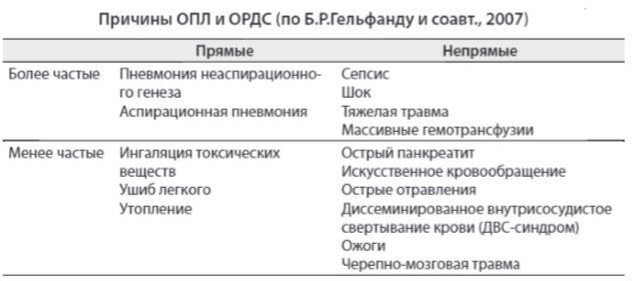 Причины ОПЛ и ОРДС (по Б.Р.Гельфанду и соавт., 2007)
Прямые Непрямые
Более частые Пневмония неаспирационно- Сепсис
го генеза Шок
Аспирационная пневмония Тяжелая травма
Массивные гемотрансфузии
Менее частые Ингаляция токсических Острый панкреатит
веществ Искусственное кровообращение
Ушиб легкого Острые отравления
Утопление Диссеминированное внутрисосудистое
свертывание крови (ДВС-синдром)
Ожоги
Черепно-мозговая травма